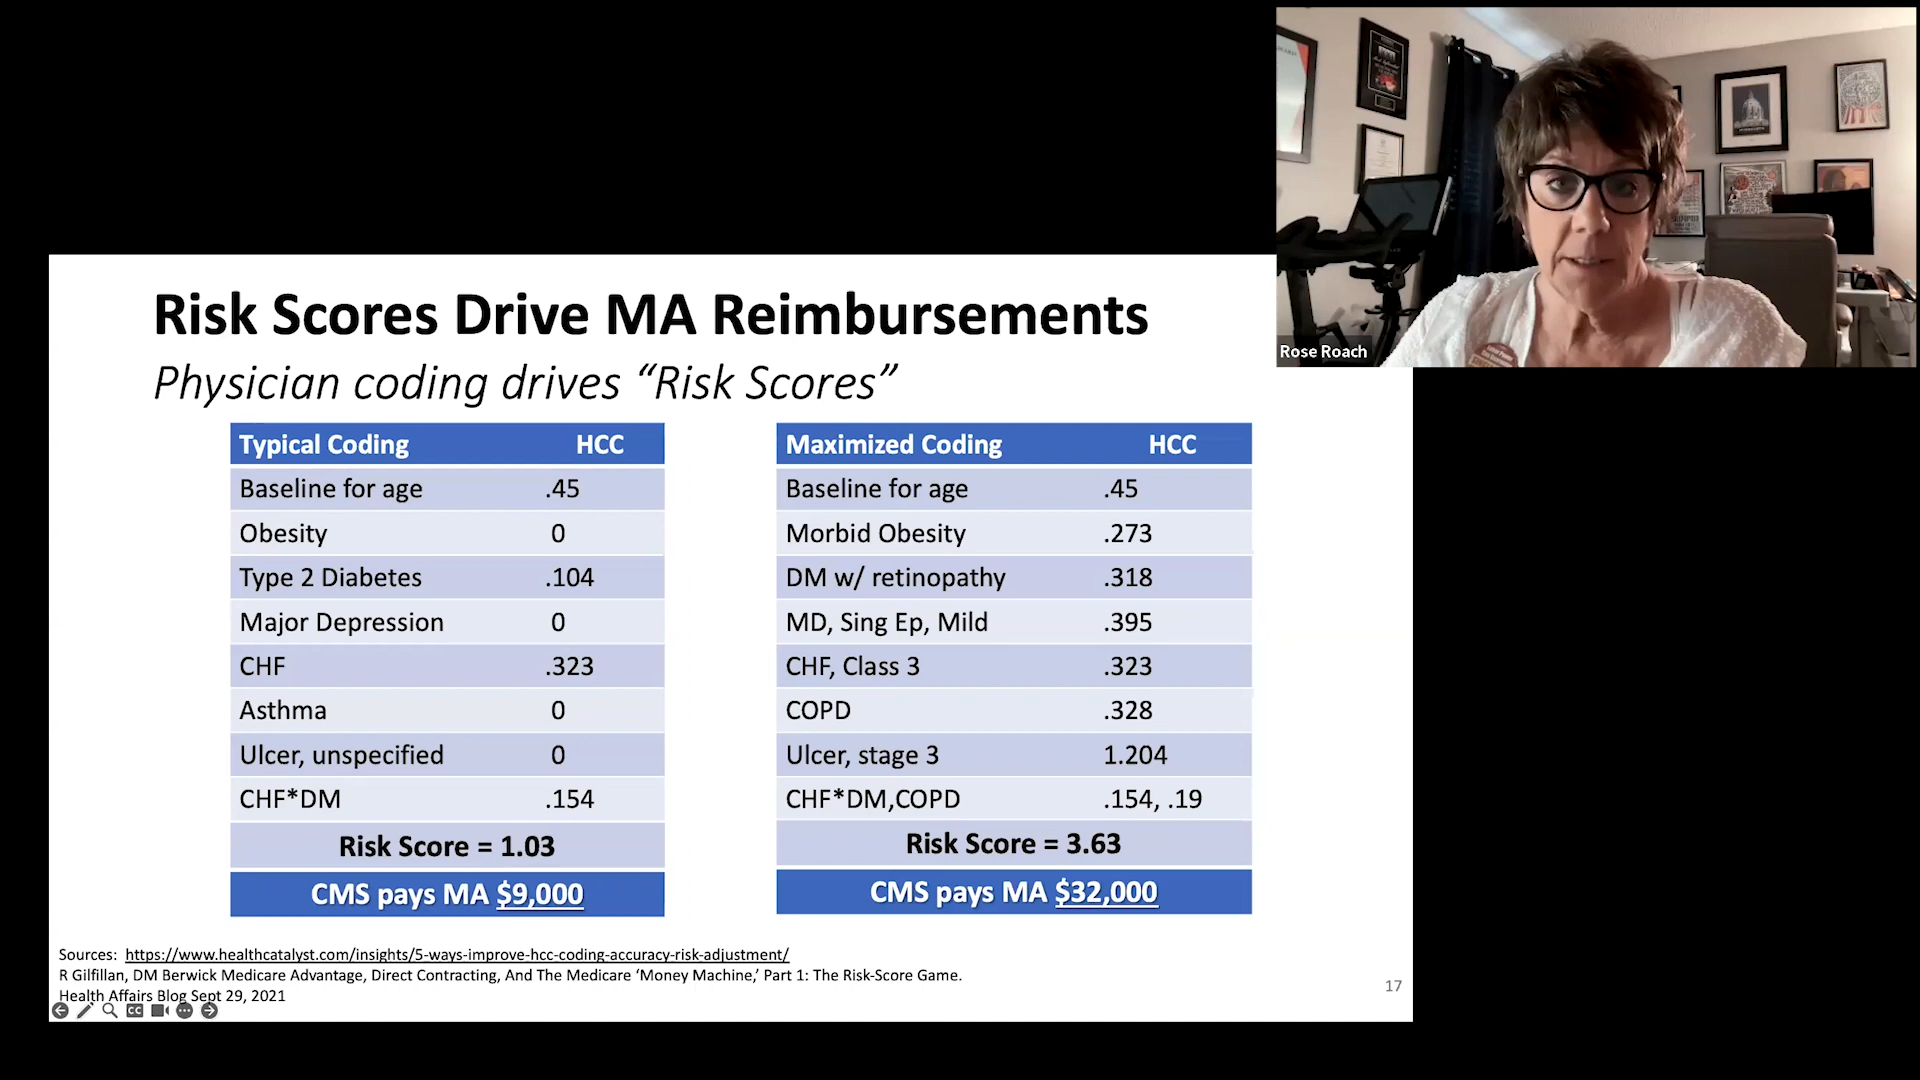 Rose Roach
Risk Scores Drive MA Reimbursements
Physician coding drives “Risk Scores”
Typical Coding HCC
Baseline for age .45
Obesity 0
Type 2 Diabetes .104
Major Depression 0
CHF .323
Asthma 0
Ulcer, unspecified 0
CHF*DM .154
Risk Score = 1.03
CMS pays MA $9,000
Maximized Coding HCC
Baseline for age .45
Morbid Obesity .273
DM w/ retinopathy .318
MD, Sing Ep, Mild .395
CHF, Class 3 .323
COPD .328
Ulcer, stage 3 1.204
CHF*DM,COPD .154, .19
Risk Score = 3.63
CMS pays MA $32,000
Sources: https://www.healthcatalyst.com/insights/5-ways-improve-hcc-coding-accuracy-risk-adjustment/
R Gilfillan, DM Berwick Medicare Advantage, Direct Contracting, And The Medicare ‘Money Machine,’ Part 1: The Risk-Score Game.
Health Affairs Blog Sept 29, 2021
CC
17